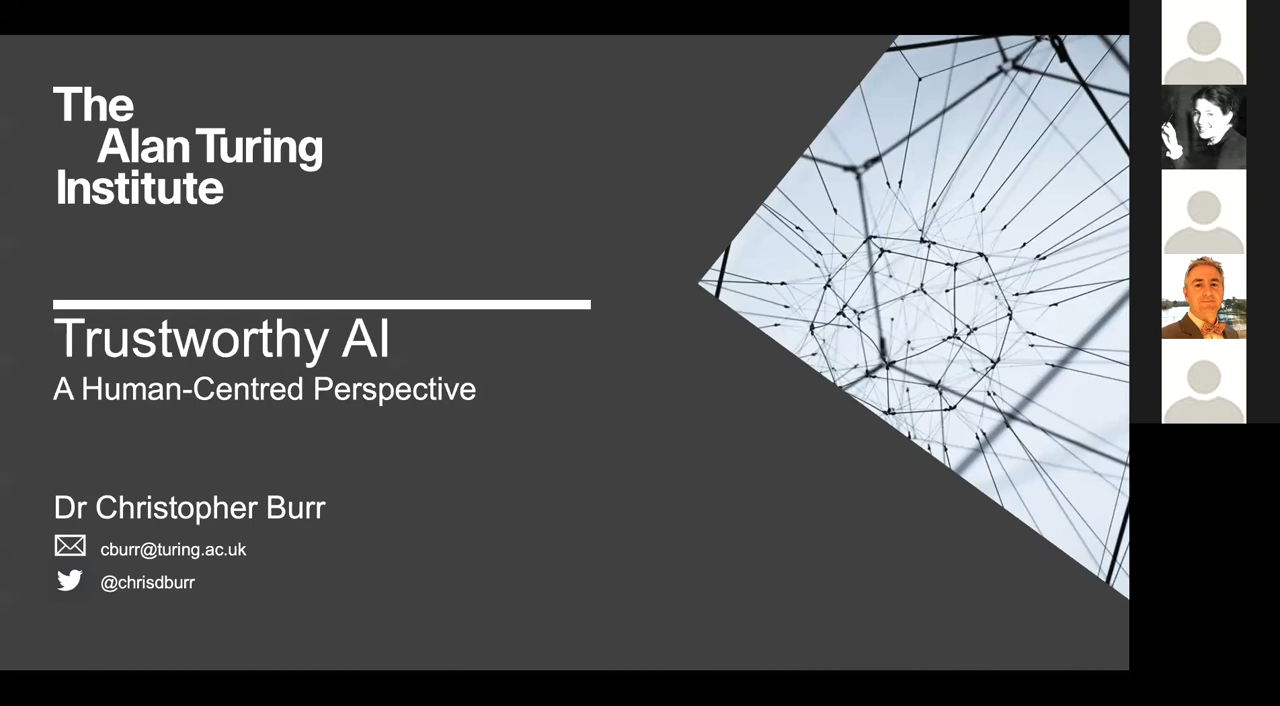 The
Alan Turing
Institute
Trustworthy AI
A Human-Centred Perspective
Dr Christopher Burr
cburr@turing.ac.uk
@chrisdburr